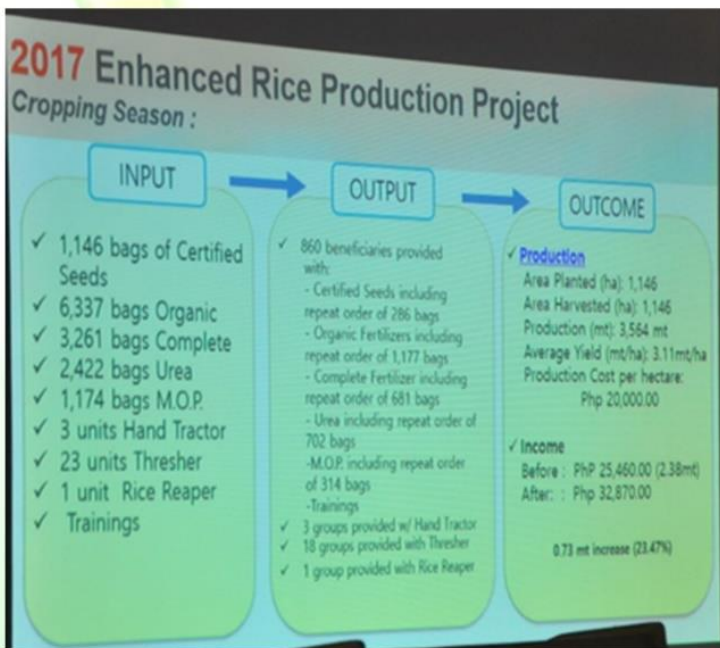 2017 Enhanced Rice Production Project
Cropping Season :
INPUT
✓ 1,146 bags of Certified
Seeds
✓ 6,337 bags Organic
✓ 3,261 bags Complete
✓ 2,422 bags Urea
✓ 1,174 bags M.O.P.
✓ 3 units Hand Tractor
✓ 23 units Thresher
✓ 1 unit Rice Reaper
✓ Trainings
OUTPUT
✓ 860 beneficiaries provided
with:
- Certified Seeds including
repeat order of 286 bags
- Organic Fertilizers including
repeat order of 1,177 bags
- Complete Fertilizer including
repeat order of 681 bags
- Urea including repeat order of
702 bags
-M.O.P. including repeat order
of 314 bags
-Trainings
✓ 3 groups provided w/ Hand Tractor
✓ 18 groups provided with Thresher
✓ 1 group provided with Rice Reaper
OUTCOME
✓ Production
Area Planted (ha): 1,146
Area Harvested (ha): 1,146
Production (mt): 3,564 mt
Average Yield (mt/ha): 3.11mt/ha
Production Cost per hectare:
Php 20,000.00
✓ Income
Before : PhP 25,460.00 (2.38mt)
After: : Php 32,870.00
0.73 mt increase (23.47%)